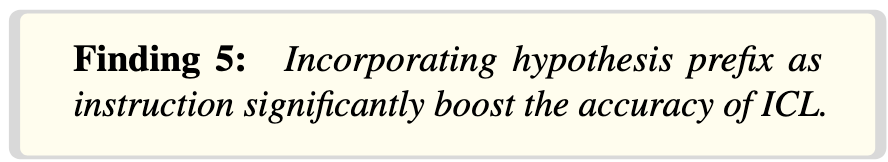 Finding 5: Incorporating hypothesis prefix as
instruction significantly boost the accuracy of ICL.